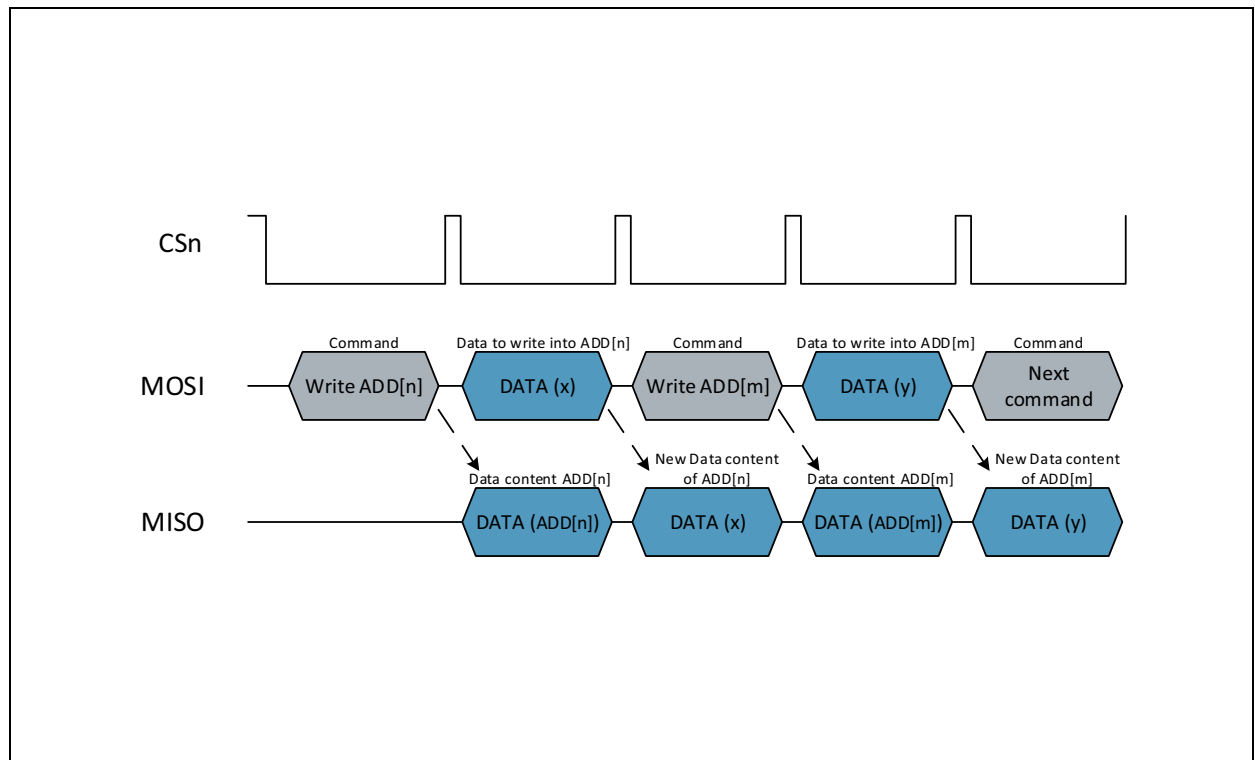 CSn
Command
Data to write into ADD[n]
Command
Data to write into ADD[m]
Command
MOSI
Write ADD[n]
DATA (x)
Write ADD[m]
DATA (y)
Next
command
Data content ADD[n]
New Data content
of ADD[n]
Data content ADD[m]
New Data content
of ADD[m]
MISO
DATA (ADD[n])
DATA (x)
DATA (ADD[m])
DATA (y)